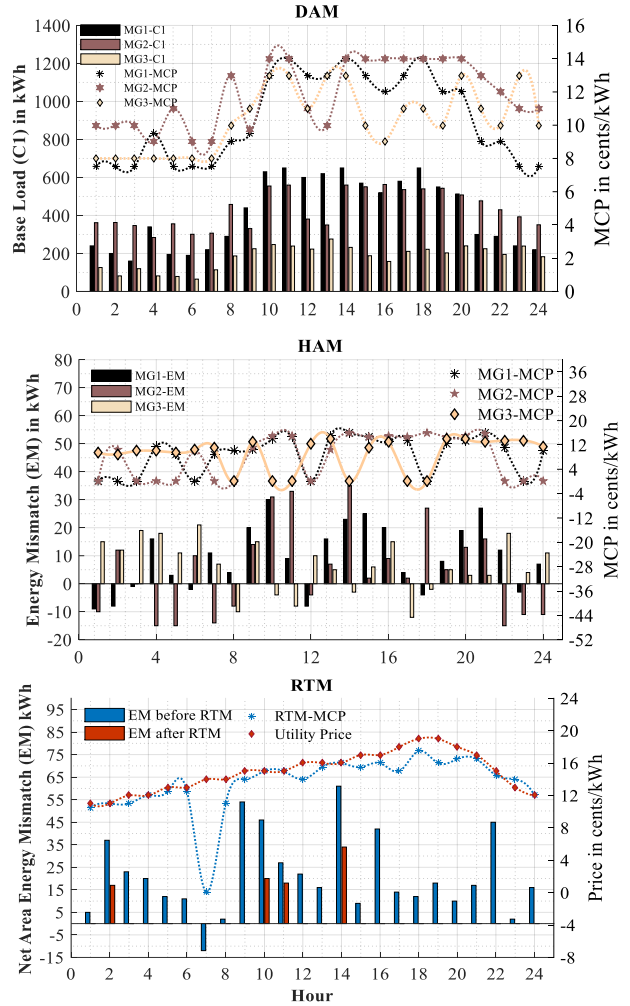 DAM
Base Load (C1) in kWh
1400
1200
1000
800
600
400
200
0
MG1-C1
MG2-C1
MG3-C1
MG1-MCP
MG2-MCP
MG3-MCP
16
14
12
10
8
6
4
2
0
MCP in cents/kWh
0 2 4 6 8 10 12 14 16 18 20 22 24
HAM
Energy Mismatch (EM) in kWh
80
70
60
50
40
30
20
10
0
-10
-20
MG1-EM
MG2-EM
MG3-EM
MG1-MCP
MG2-MCP
MG3-MCP
36
28
20
12
4
-4
-12
-20
-28
-36
-44
-52
MCP in cents/kWh
0 4 8 12 16 20 24
RTM
Net Area Energy Mismatch (EM) kWh
95
85
75
65
55
45
35
25
15
5
-5
-15
EM before RTM
EM after RTM
RTM-MCP
Utility Price
24
20
16
12
8
4
0
-4
-8
Price in cents/kWh
0 2 4 6 8 10 12 14 16 18 20 22 24
Hour